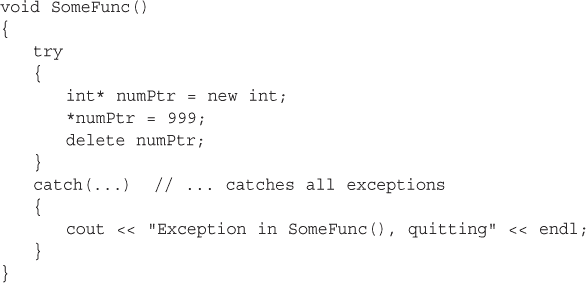 void SomeFunc()
{
   try
   {
      int* numPtr = new int;
      *numPtr = 999;
      delete numPtr;
   }
   catch(...)  // ... catches all exceptions
   {
      cout << "Exception in SomeFunc(), quitting" << endl;
   }
}